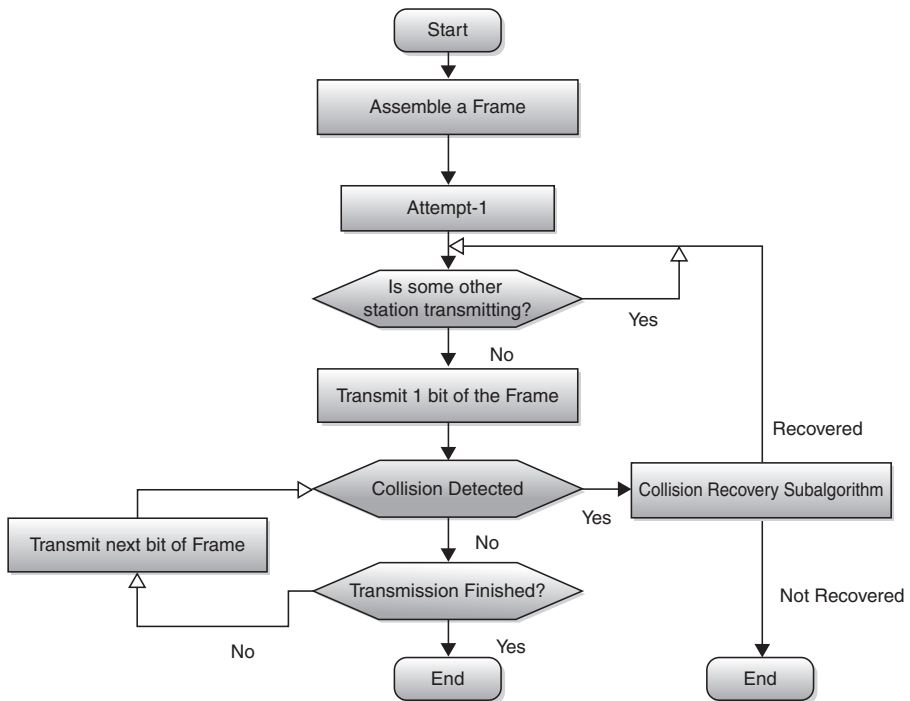 Start
Assemble a Frame
Attempt-1
Is some other
station transmitting?
Yes
No
Transmit 1 bit of the Frame
Recovered
Collision Detected
Yes
Collision Recovery Subalgorithm
No
Transmit next bit of Frame
Transmission Finished?
No
Yes
Not Recovered
End
End